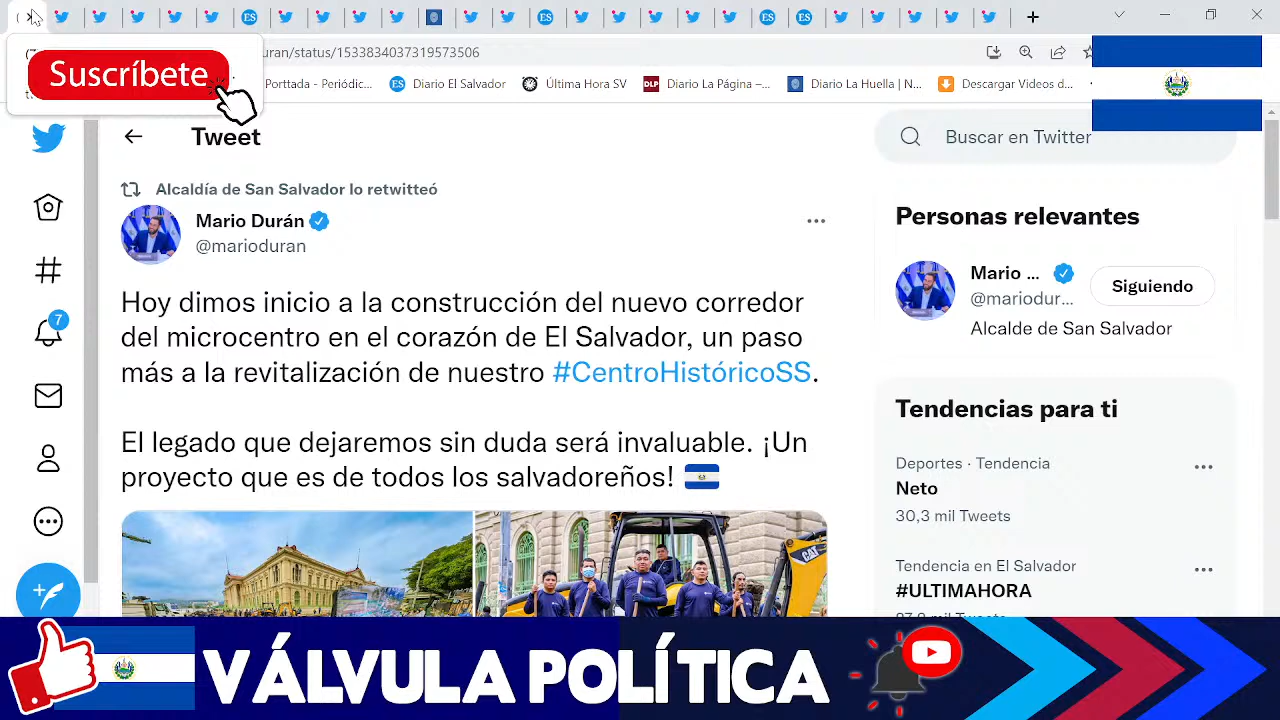 duran/status/1533834037319573506
Suscríbete
Porttada - Periódic...
Diario El Salvador
Última Hora SV
Diario La Página –...
Diario La Huella | N...
Descargar Videos d...
Tweet
Buscar en Twitter
Alcaldía de San Salvador lo retwitteó
Mario Durán
@marioduran
Hoy dimos inicio a la construcción del nuevo corredor
del microcentro en el corazón de El Salvador, un paso
más a la revitalización de nuestro #CentroHistóricoSS.
El legado que dejaremos sin duda será invaluable. ¡Un
proyecto que es de todos los salvadoreños!
7
Personas relevantes
Mario ...
@mariodur...
Siguiendo
Alcalde de San Salvador
Tendencias para ti
Deportes · Tendencia
Neto
30,3 mil Tweets
Tendencia en El Salvador
#ULTIMAHORA
CAT
VÁLVULA POLÍTICA